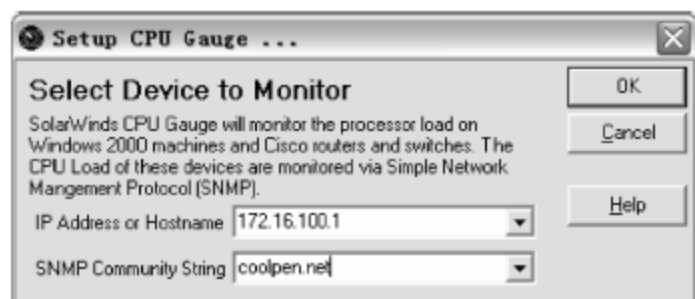 Setup CPU Gauge ...
Select Device to Monitor
SolarWinds CPU Gauge will monitor the processor load on
Windows 2000 machines and Cisco routers and switches. The
CPU Load of these devices are monitored via Simple Network
Mangement Protocol (SNMP).
IP Address or Hostname 172.16.100.1
SNMP Community String coolpen.net
OK
Cancel
Help